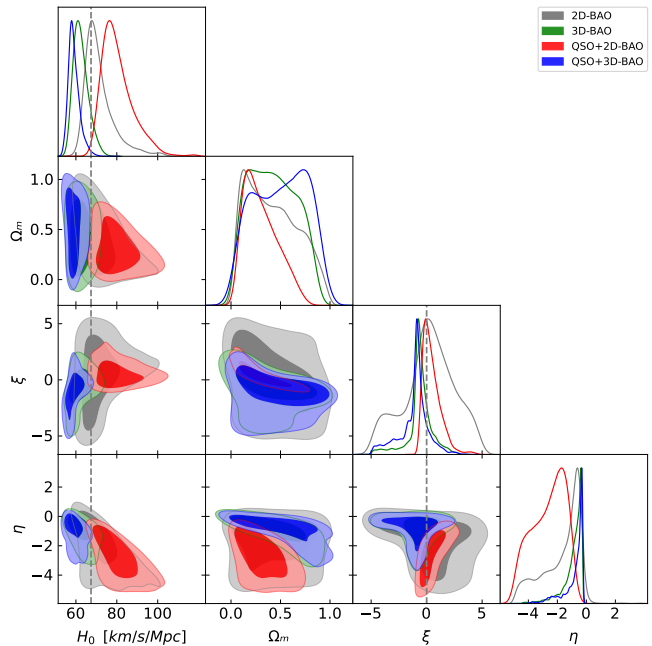 2D-BAO
3D-BAO
QSO+2D-BAO
QSO+3D-BAO
1.0
0.5
0.0
Ωₘ
5
0
−5
ξ
2
0
−2
−4
η
60 80 100
H₀ [km/s/Mpc]
0.0 0.5 1.0
Ωₘ
−5 0 5
ξ
−4 −2 0 2
η